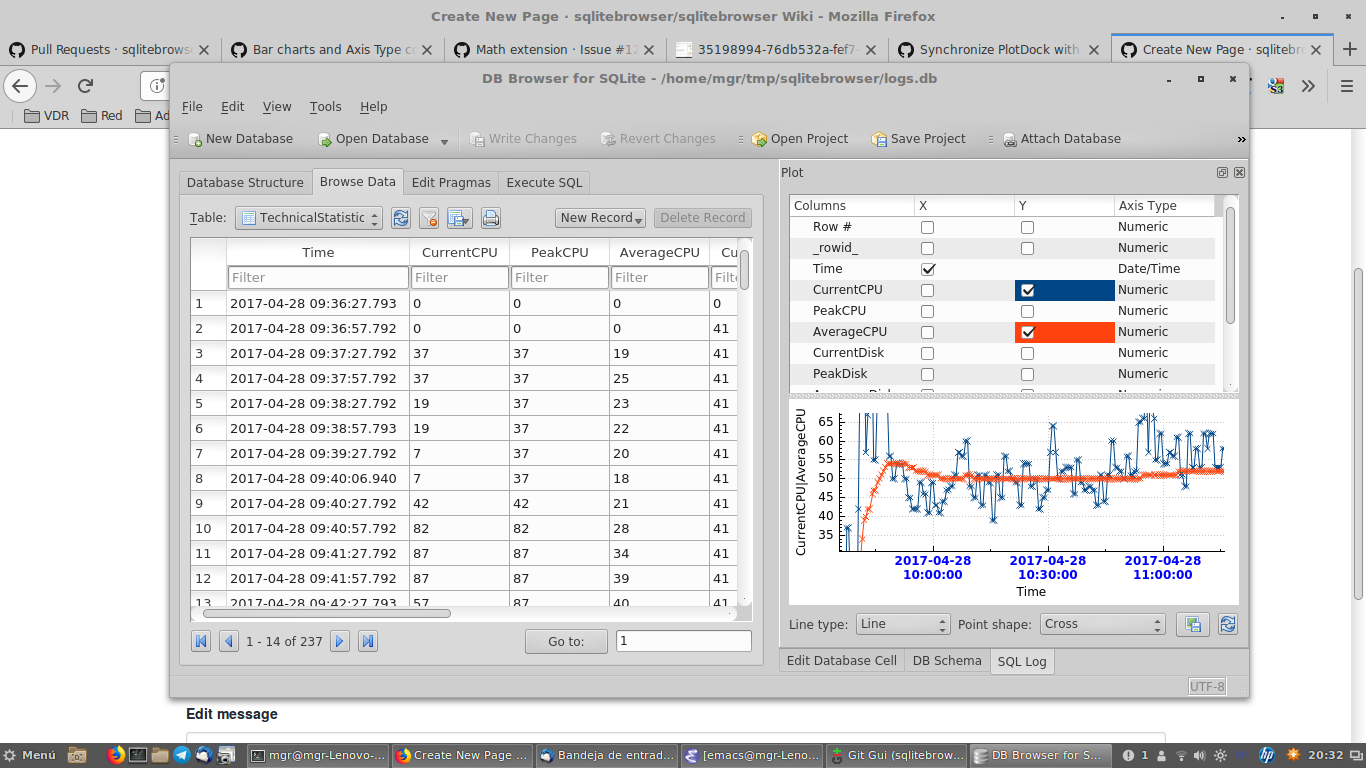 Create New Page · sqlitebrowser/sqlitebrowser Wiki - Mozilla Firefox
Pull Requests · sqlitebrows
Bar charts and Axis Type c
Math extension · Issue #12
35198994-76db532a-fef7-
Synchronize PlotDock with
Create New Page · sqlitebr
VDR
Red
Ad
DB Browser for SQLite - /home/mgr/tmp/sqlitebrowser/logs.db
File Edit View Tools Help
New Database Open Database Write Changes Revert Changes Open Project Save Project Attach Database »
Database Structure Browse Data Edit Pragmas Execute SQL
Table: TechnicalStatistic New Record Delete Record
Time CurrentCPU PeakCPU AverageCPU Cu
Filter Filter Filter Filter Filte
1 2017-04-28 09:36:27.793 0 0 0 0
2 2017-04-28 09:36:57.792 0 0 0 41
3 2017-04-28 09:37:27.792 37 37 19 41
4 2017-04-28 09:37:57.792 37 37 25 41
5 2017-04-28 09:38:27.792 19 37 23 41
6 2017-04-28 09:38:57.793 19 37 22 41
7 2017-04-28 09:39:27.792 7 37 20 41
8 2017-04-28 09:40:06.940 7 37 18 41
9 2017-04-28 09:40:27.792 42 42 21 41
10 2017-04-28 09:40:57.792 82 82 28 41
11 2017-04-28 09:41:27.792 87 87 34 41
12 2017-04-28 09:41:57.792 87 87 39 41
13 2017-04-28 09:42:27.793 57 87 40 41
1 - 14 of 237 Go to: 1
Plot
Columns X Y Axis Type
Row # Numeric
_rowid_ Numeric
Time Date/Time
CurrentCPU Numeric
PeakCPU Numeric
AverageCPU Numeric
CurrentDisk Numeric
PeakDisk Numeric
CurrentCPU|AverageCPU
65
60
55
50
45
40
35
2017-04-28 2017-04-28 2017-04-28
10:00:00 10:30:00 11:00:00
Time
Line type: Line Point shape: Cross
Edit Database Cell DB Schema SQL Log
UTF-8
Edit message
Menú
mgr@mgr-Lenovo-...
Create New Page ...
Bandeja de entrad...
[emacs@mgr-Leno...
Git Gui (sqlitebrow...
DB Browser for S...
1
hp
20:32